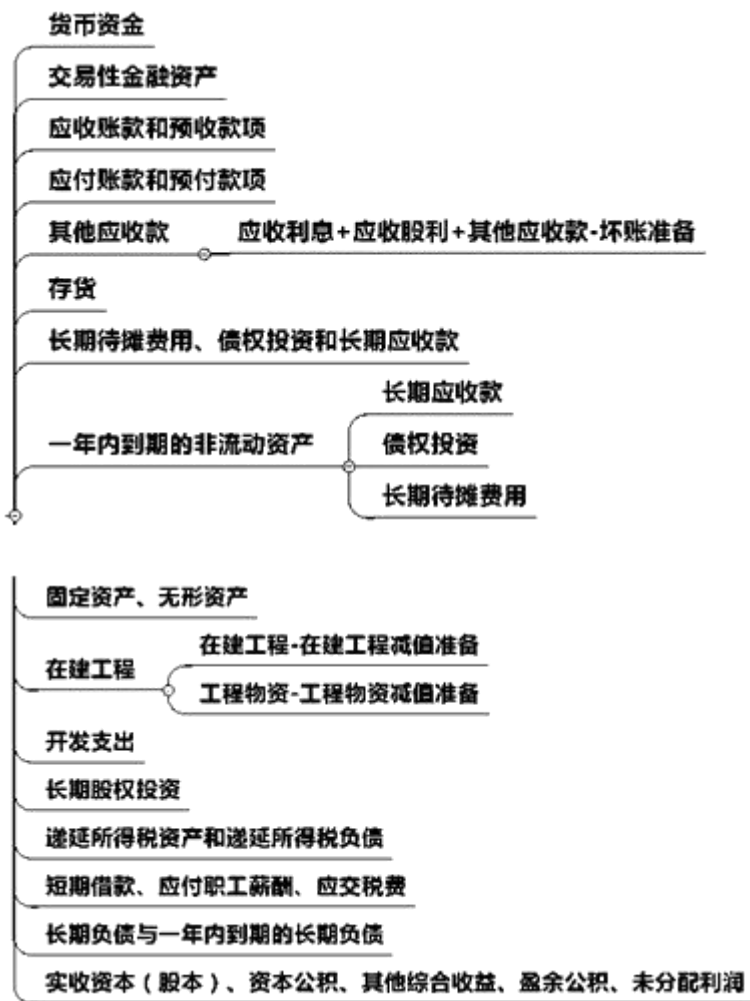 货币资金
交易性金融资产
应收账款和预收款项
应付账款和预付款项
其他应收款
应收利息+应收股利+其他应收款-坏账准备
存货
长期待摊费用、债权投资和长期应收款
一年内到期的非流动资产
长期应收款
债权投资
长期待摊费用
固定资产、无形资产
在建工程
在建工程-在建工程减值准备
工程物资-工程物资减值准备
开发支出
长期股权投资
递延所得税资产和递延所得税负债
短期借款、应付职工薪酬、应交税费
长期负债与一年内到期的长期负债
实收资本（股本）、资本公积、其他综合收益、盈余公积、未分配利润